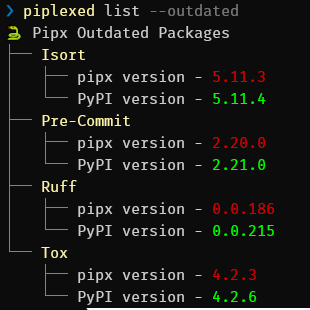 ❯ piplexed list --outdated
🐍 Pipx Outdated Packages
├── Isort
│   ├── pipx version - 5.11.3
│   └── PyPI version - 5.11.4
├── Pre-Commit
│   ├── pipx version - 2.20.0
│   └── PyPI version - 2.21.0
├── Ruff
│   ├── pipx version - 0.0.186
│   └── PyPI version - 0.0.215
└── Tox
    ├── pipx version - 4.2.3
    └── PyPI version - 4.2.6